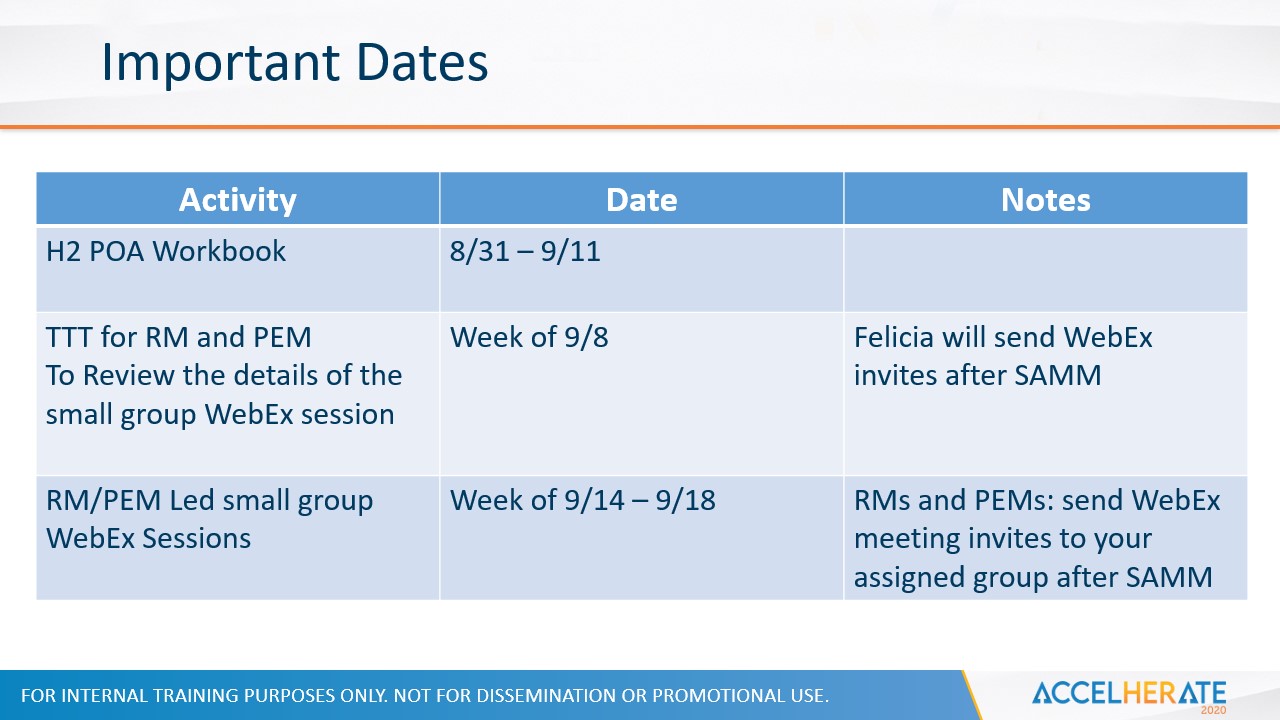 Important Dates
Activity
Date
Notes
H2 POA Workbook
8/31 – 9/11
TTT for RM and PEM
To Review the details of the
small group WebEx session
Week of 9/8
Felicia will send WebEx
invites after SAMM
RM/PEM Led small group
WebEx Sessions
Week of 9/14 – 9/18
RMs and PEMs: send WebEx
meeting invites to your
assigned group after SAMM
FOR INTERNAL TRAINING PURPOSES ONLY. NOT FOR DISSEMINATION OR PROMOTIONAL USE.
ACCELHERATE
2020